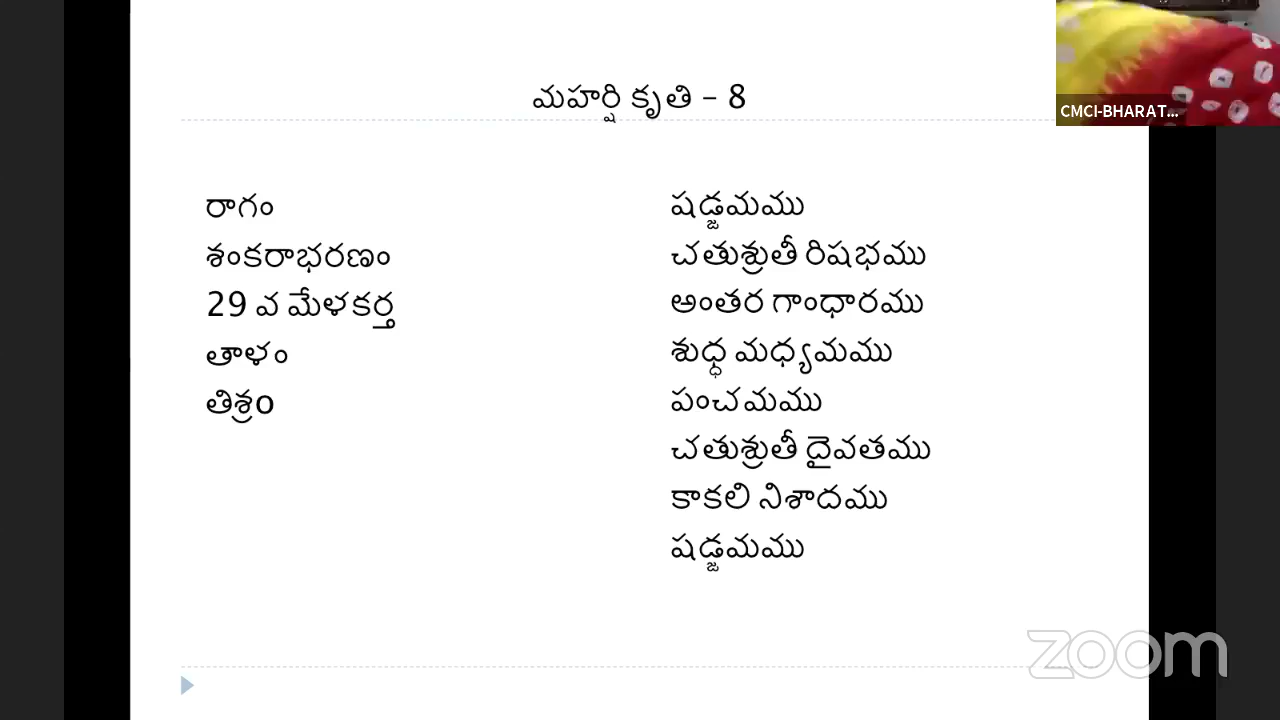 మహర్షి కృతి – 8
CMCI-BHARAT...
రాగం
శంకరాభరణం
29 వ మేళకర్త
తాళం
తిశ్రం
షడ్జమము
చతుశ్రుతీ రిషభము
అంతర గాంధారము
శుధ్ధ మధ్యమము
పంచమము
చతుశ్రుతీ దైవతము
కాకలి నిశాదము
షడ్జమము
zoom